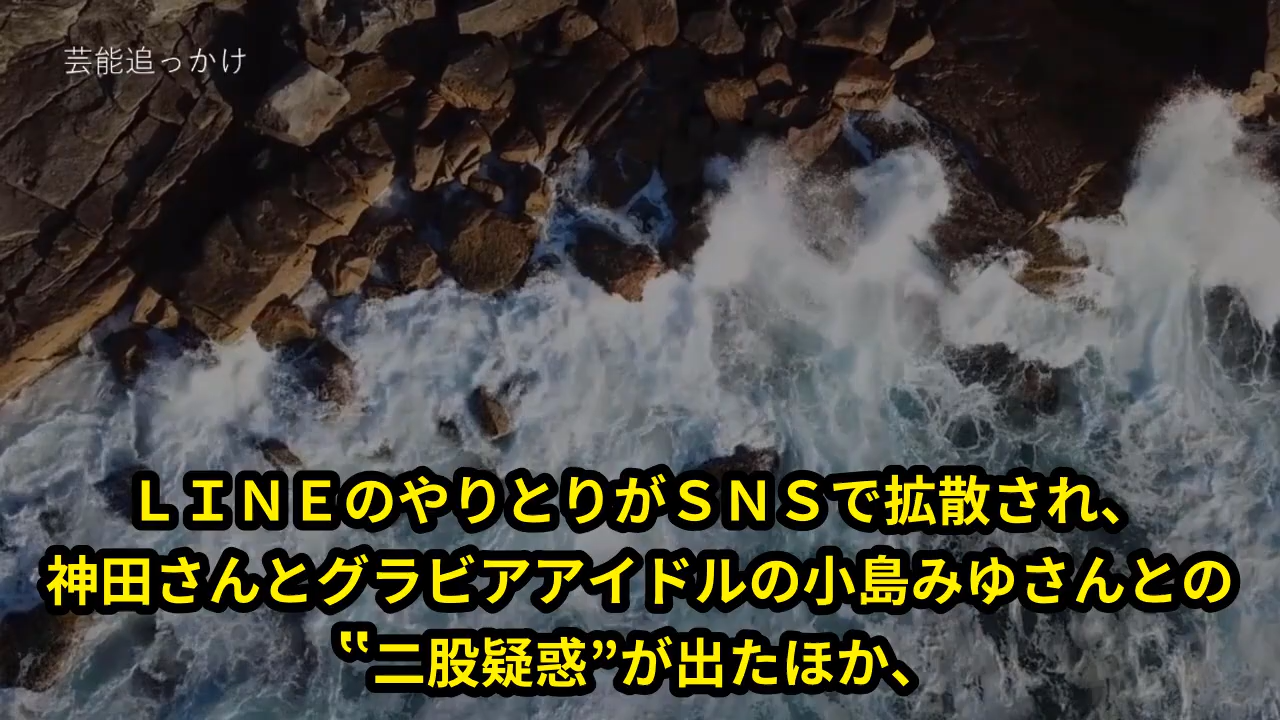 芸能追っかけ
ＬＩＮＥのやりとりがＳＮＳで拡散され、
神田さんとグラビアアイドルの小島みゆさんとの
‟二股疑惑”が出たほか、